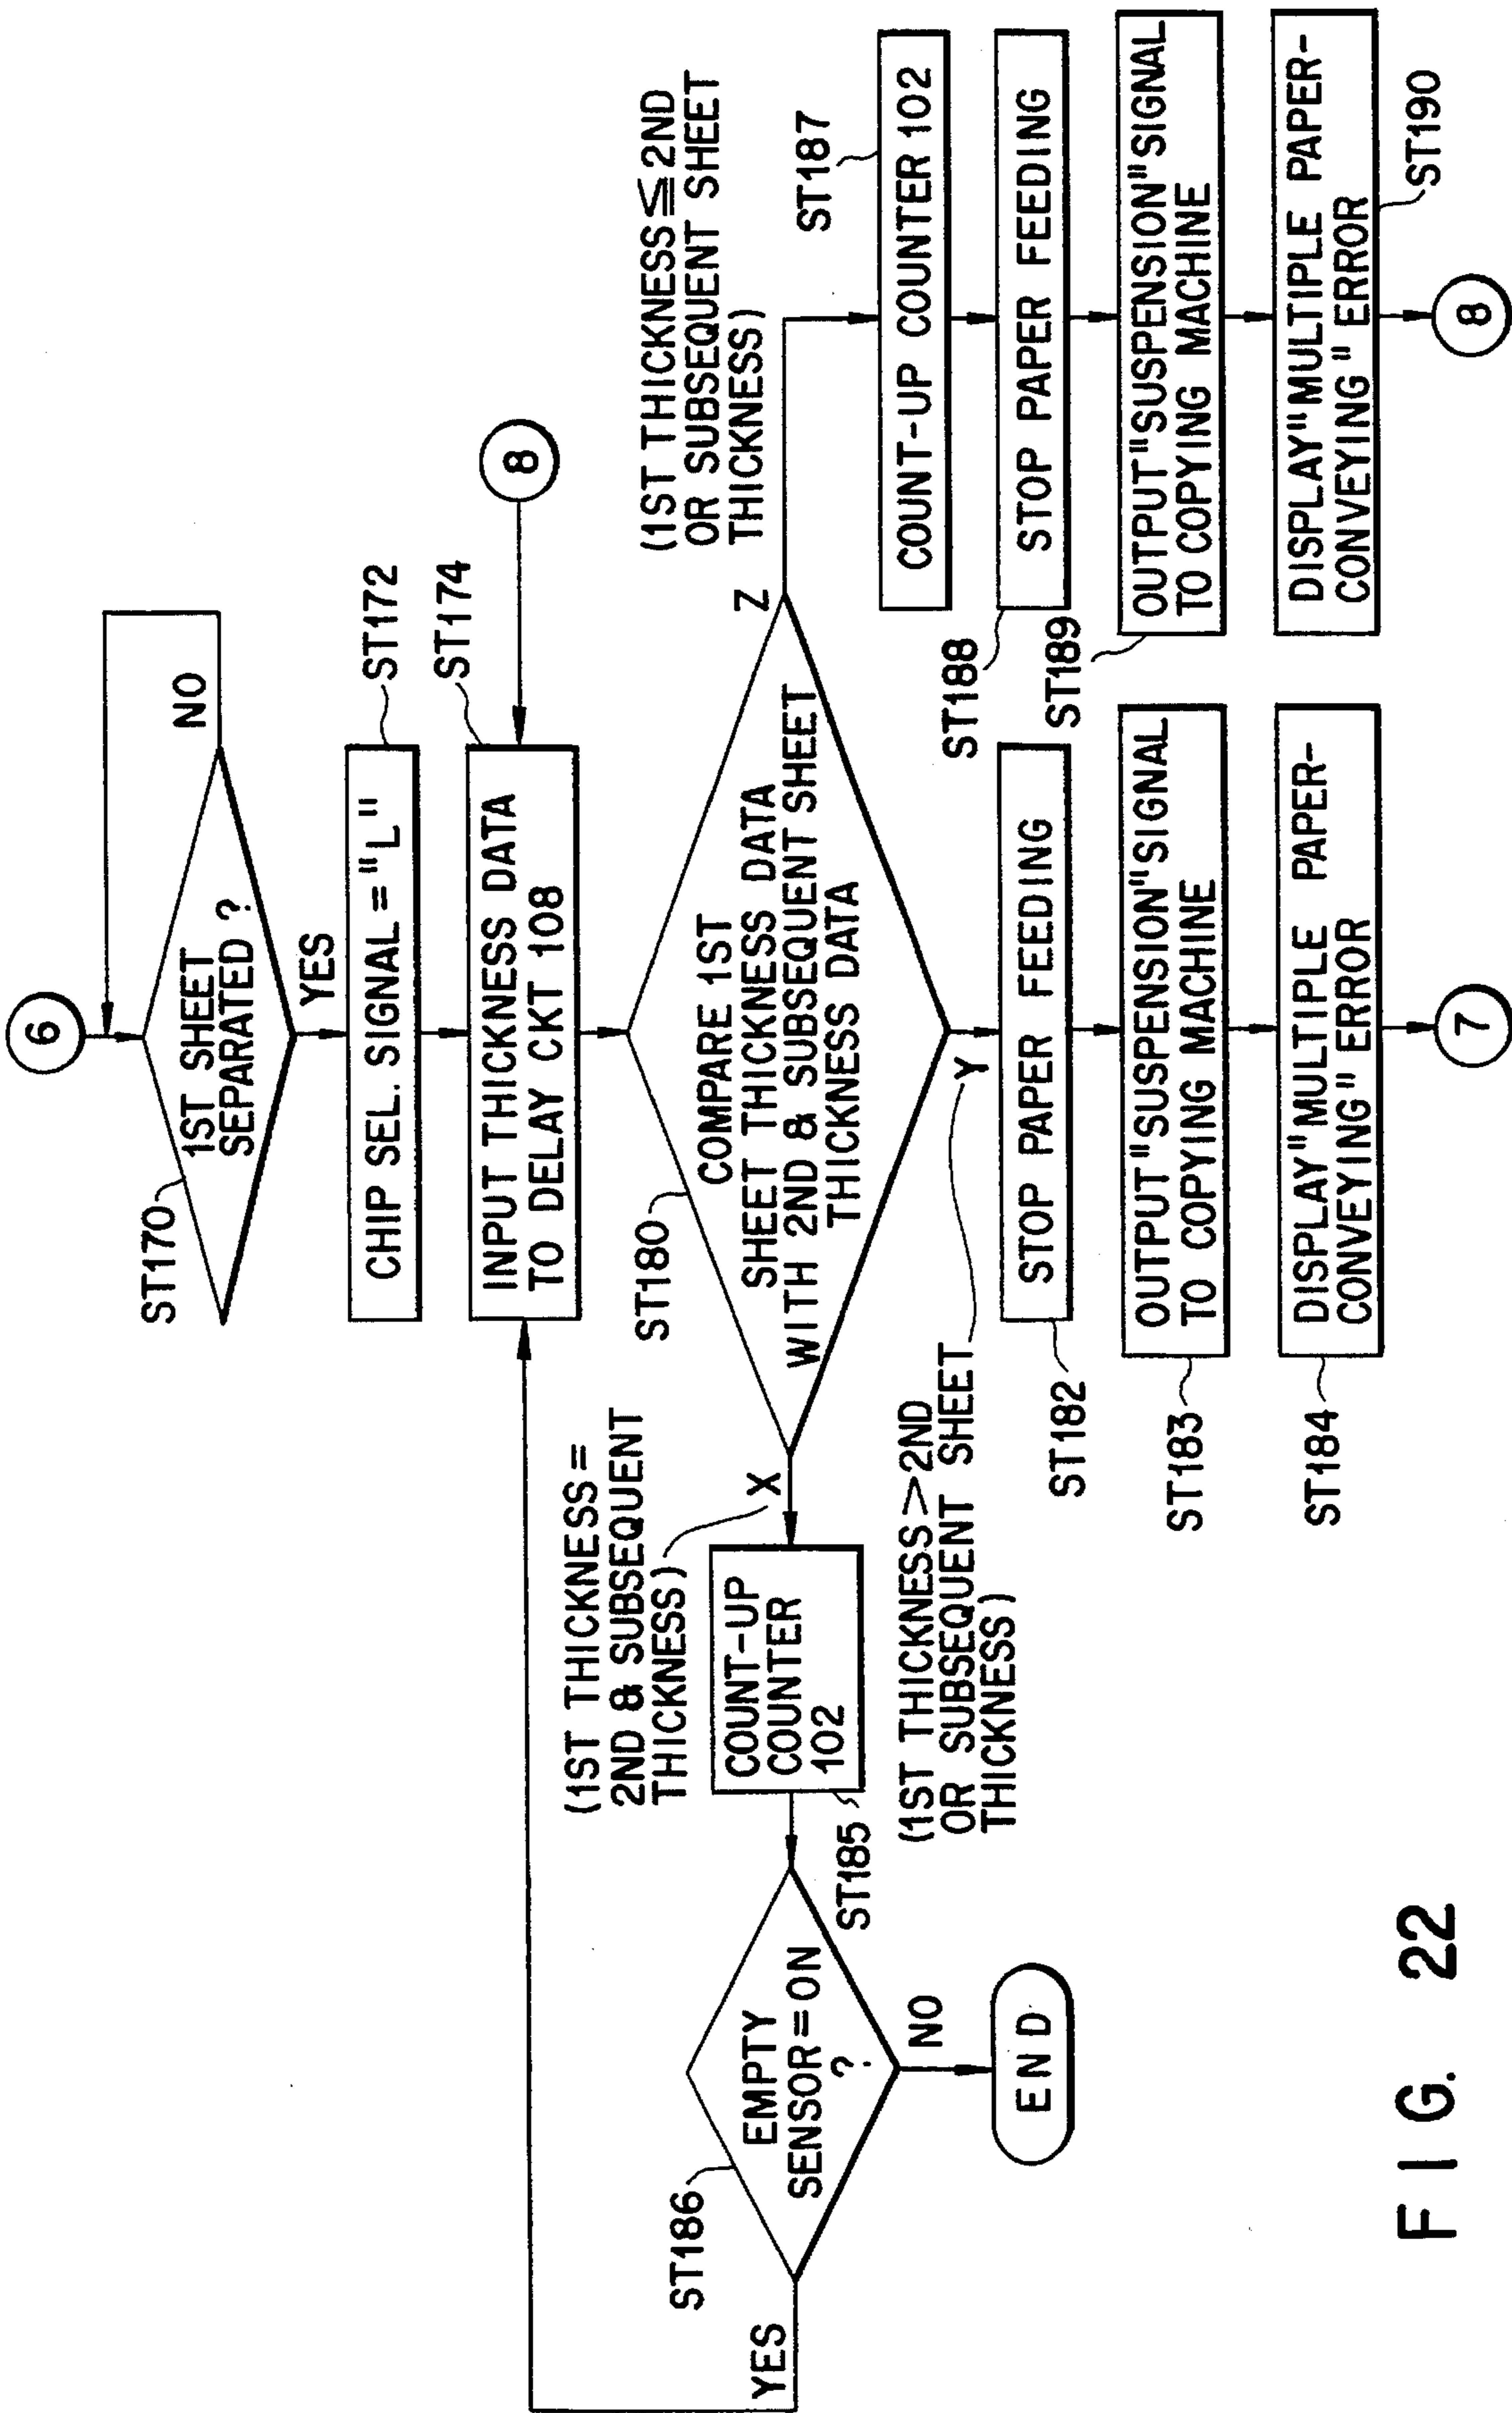 6
NO
ST170
1ST SHEET
SEPARATED ?
YES
ST172
CHIP SEL. SIGNAL = "L"
ST174
INPUT THICKNESS DATA
TO DELAY CKT 108
8
ST180
COMPARE 1ST
SHEET THICKNESS DATA
WITH 2ND & SUBSEQUENT SHEET
THICKNESS DATA
X
(1ST THICKNESS =
2ND & SUBSEQUENT
THICKNESS)
COUNT-UP
COUNTER
102
ST185
ST186
EMPTY
SENSOR = ON
?
YES
NO
END
Y
(1ST THICKNESS > 2ND
OR SUBSEQUENT SHEET
THICKNESS)
ST182
STOP PAPER FEEDING
ST183
OUTPUT "SUSPENSION" SIGNAL
TO COPYING MACHINE
ST184
DISPLAY "MULTIPLE PAPER-
CONVEYING" ERROR
7
Z
(1ST THICKNESS ≦ 2ND
OR SUBSEQUENT SHEET
THICKNESS)
ST187
COUNT-UP COUNTER 102
ST188
STOP PAPER FEEDING
ST189
OUTPUT "SUSPENSION" SIGNAL
TO COPYING MACHINE
DISPLAY "MULTIPLE PAPER-
CONVEYING" ERROR
ST190
8
FIG. 22